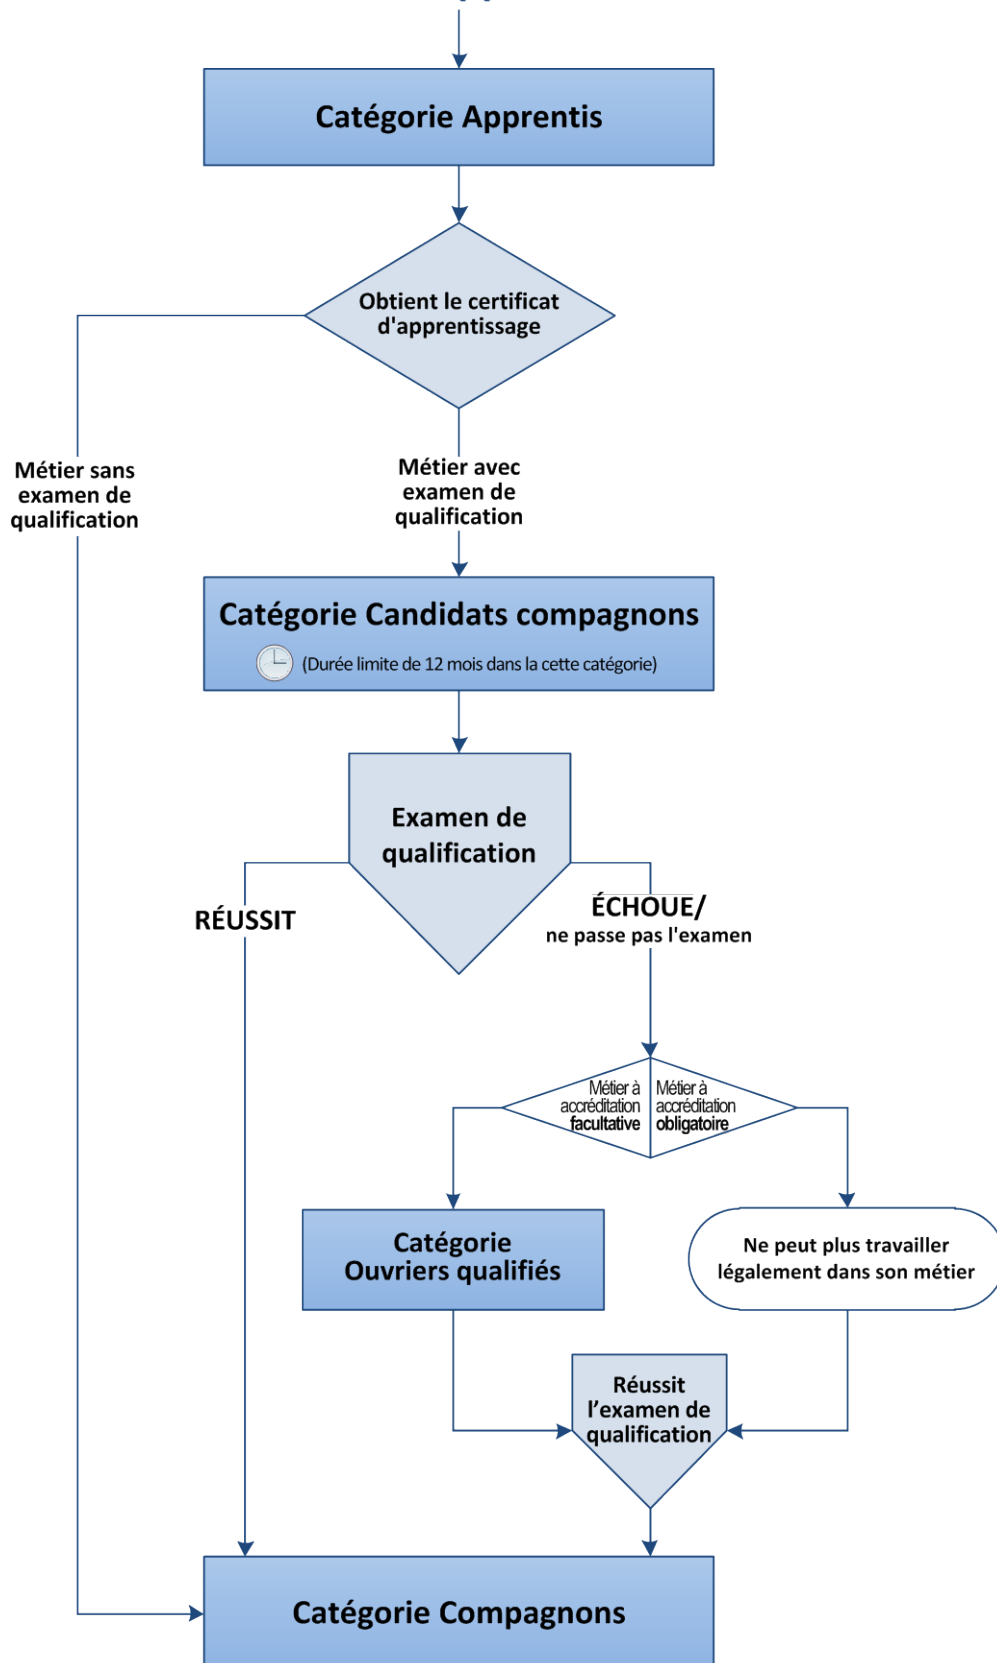 Catégorie Apprentis
Obtient le certificat
d'apprentissage
Métier sans
examen de
qualification
Métier avec
examen de
qualification
Catégorie Candidats compagnons
(Durée limite de 12 mois dans la cette catégorie)
Examen de
qualification
RÉUSSIT
ÉCHOUE/
ne passe pas l'examen
Métier à
accréditation
facultative
Métier à
accréditation
obligatoire
Catégorie
Ouvriers qualifiés
Ne peut plus travailler
légalement dans son métier
Réussit
l’examen de
qualification
Catégorie Compagnons